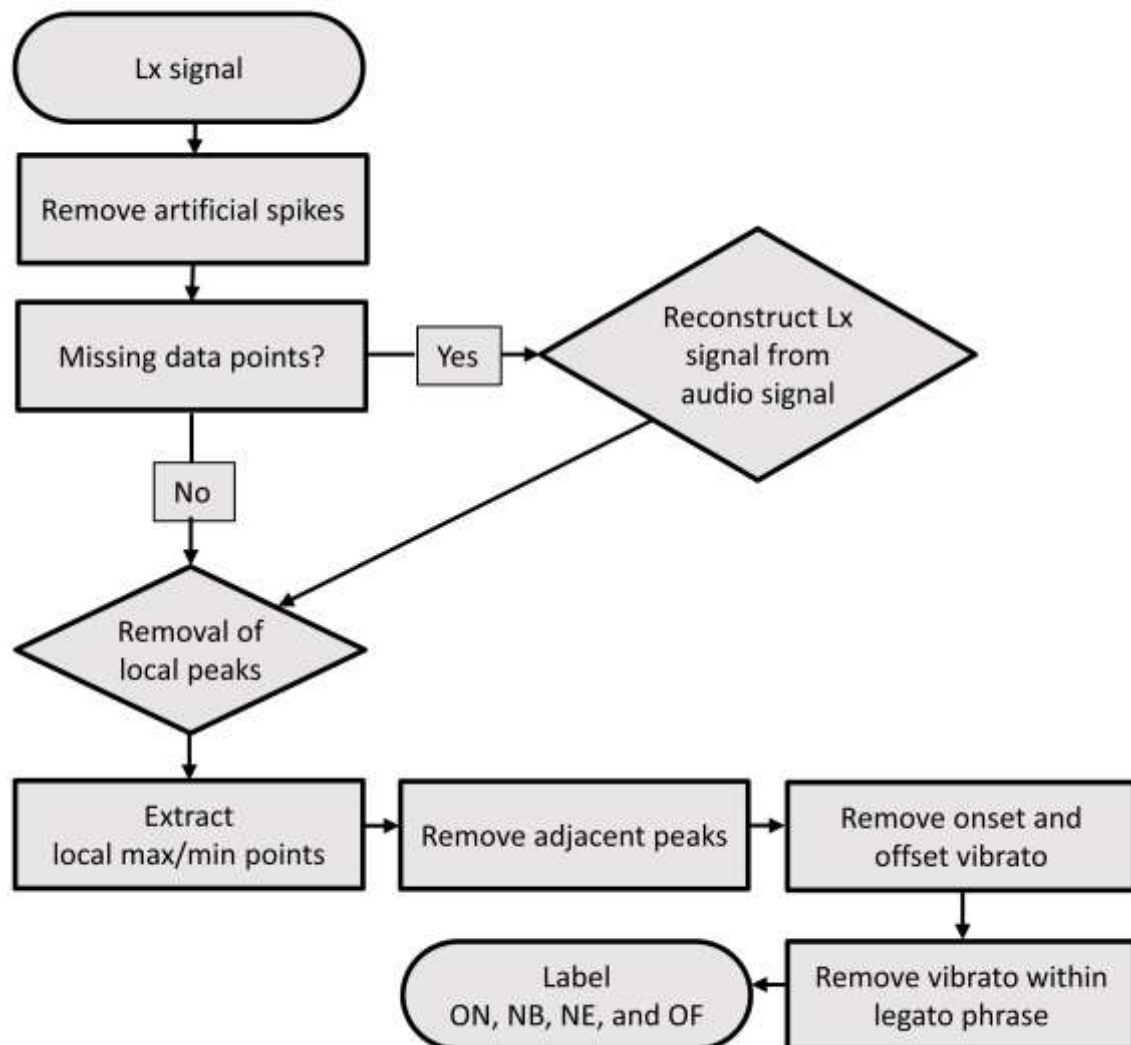 Lx signal
Remove artificial spikes
Missing data points?
Yes
Reconstruct Lx
signal from
audio signal
No
Removal of
local peaks
Extract
local max/min points
Remove adjacent peaks
Remove onset and
offset vibrato
Remove vibrato within
legato phrase
Label
ON, NB, NE, and OF